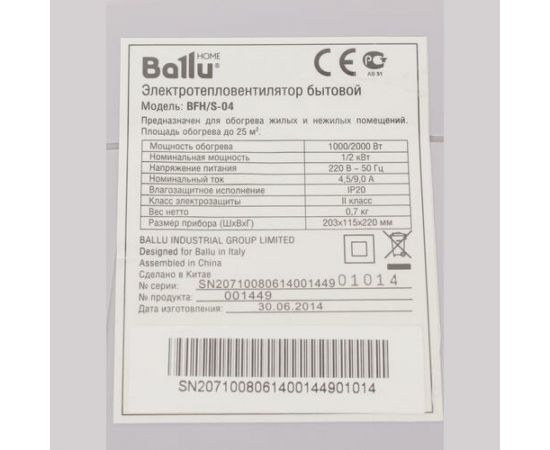 HOME
Ballu®
CE
АВ 51
Электротепловентилятор бытовой
Модель: BFH/S-04
Предназначен для обогрева жилых и нежилых помещений.
Площадь обогрева до 25 м².
Мощность обогрева 1000/2000 Вт
Номинальная мощность 1/2 кВт
Напряжение питания 220 В – 50 Гц
Номинальный ток 4,5/9,0 А
Влагозащитное исполнение IP20
Класс электрозащиты II класс
Вес нетто 0,7 кг
Размер прибора (ШхВхГ) 203х115х220 мм
BALLU INDUSTRIAL GROUP LIMITED
Designed for Ballu in Italy
Assembled in China
Сделано в Китае
№ серии: SN20710080614001449 01014
№ продукта: 001449
Дата изготовления: 30.06.2014
SN2071008061400144901014